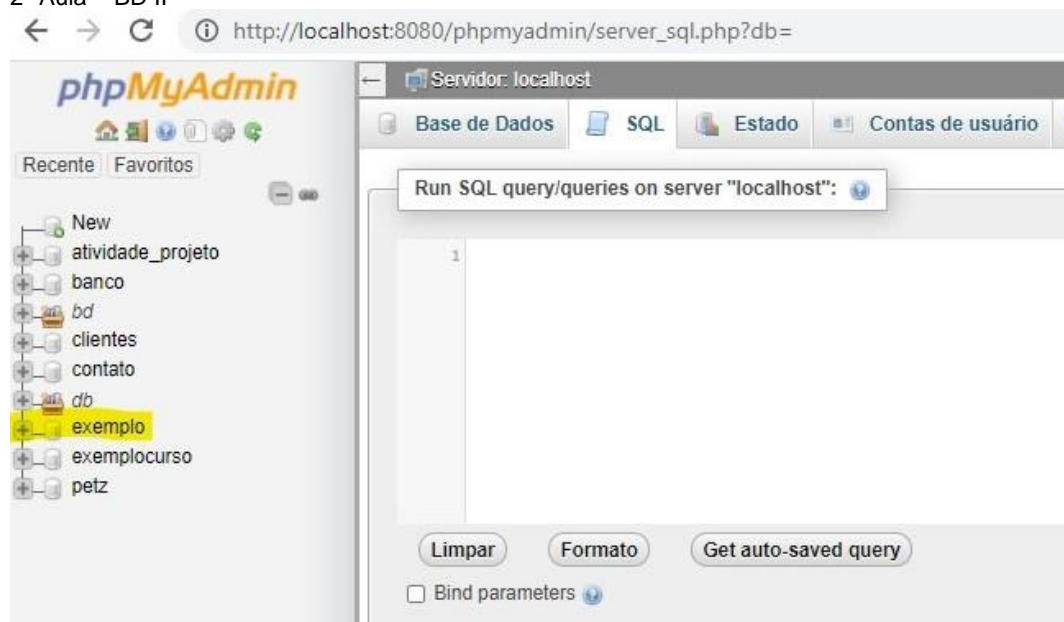 2ª Aula – BD II
http://localhost:8080/phpmyadmin/server_sql.php?db=
phpMyAdmin
Recente Favoritos
New
atividade_projeto
banco
bd
clientes
contato
db
exemplo
exemplocurso
petz
Servidor: localhost
Base de Dados SQL Estado Contas de usuário
Run SQL query/queries on server "localhost":
1
Limpar Formato Get auto-saved query
Bind parameters